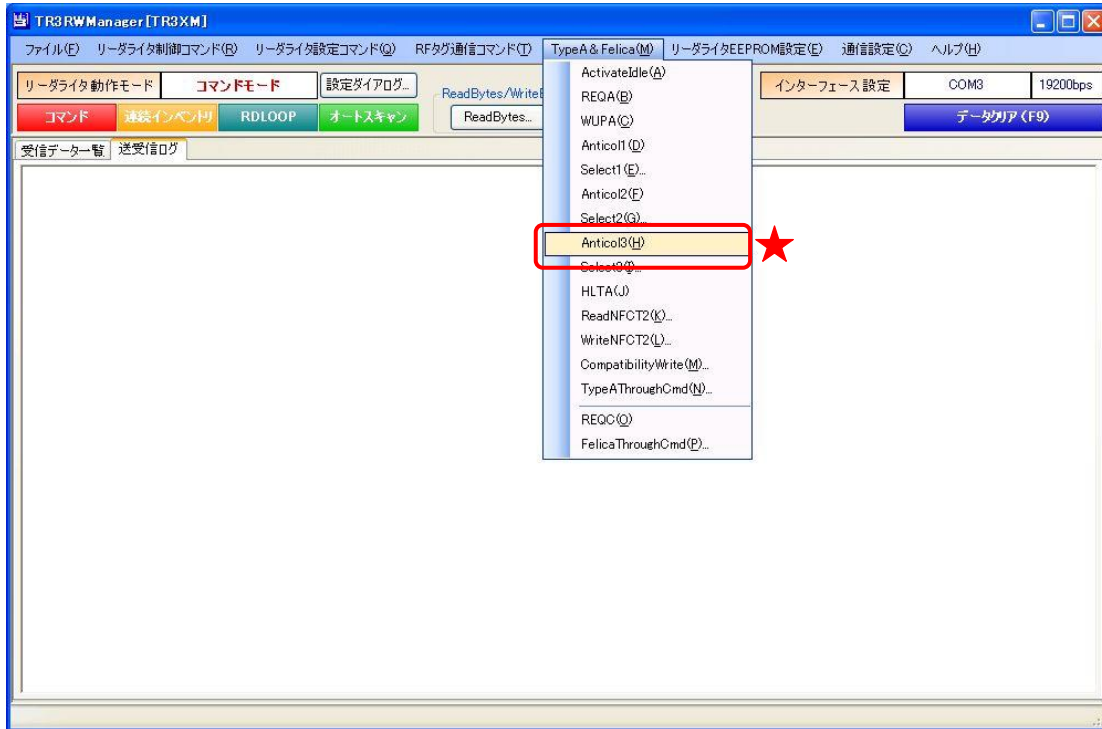 TR3RWManager[TR3XM]
ファイル(F) リーダライタ制御コマンド(R) リーダライタ設定コマンド(Q) RFタグ通信コマンド(T) TypeA & Felica(M) リーダライタEEPROM設定(E) 通信設定(C) ヘルプ(H)
リーダライタ動作モード コマンドモード 設定ダイアログ... インターフェース設定 COM3 19200bps
ReadBytes/Write
コマンド 連続インベントリ RDLOOP オートスキャン ReadBytes... データクリア(F9)
受信データ一覧 送受信ログ
ActivateIdle(A)
REQA(B)
WUPA(C)
Anticol1(D)
Select1(E)...
Anticol2(F)
Select2(G)...
Anticol3(H)
Select3(I)...
HLTA(J)
ReadNFCT2(K)...
WriteNFCT2(L)...
CompatibilityWrite(M)...
TypeAThroughCmd(N)...
REQC(O)
FelicaThroughCmd(P)...